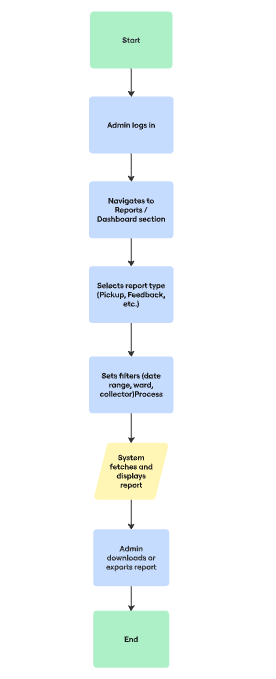 Start
Admin logs in
Navigates to
Reports /
Dashboard section
Selects report type
(Pickup, Feedback,
etc.)
Sets filters (date
range, ward,
collector)Process
System
fetches and
displays
report
Admin
downloads or
exports report
End